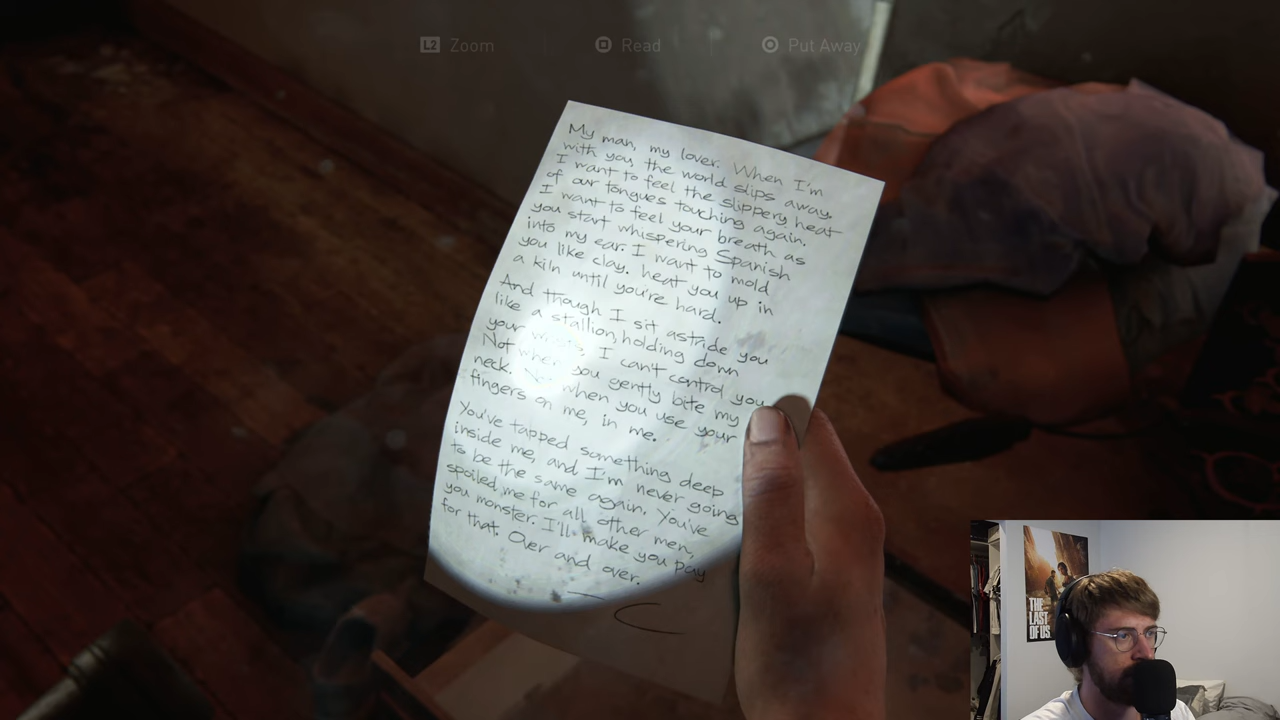 L2 Zoom
Read
Put Away
My man, my lover. When I'm
with you, the world slips away.
I want to feel the slippery heat
of our tongues touching again.
I want to feel your breath as
you start whispering Spanish
into my ear. I want to mold
you like clay. heat you up in
a kiln until you're hard.
And though I sit astride you
like a stallion, holding down
your wrists, I can't control you
Not when you gently bite my
neck. Not when you use your
fingers on me, in me.
You've tapped something deep
inside me, and I'm never going
to be the same again. You've
spoiled me for all other men,
you monster. I'll make you pay
for that. Over and over.
— C
THE
LAST
OF US